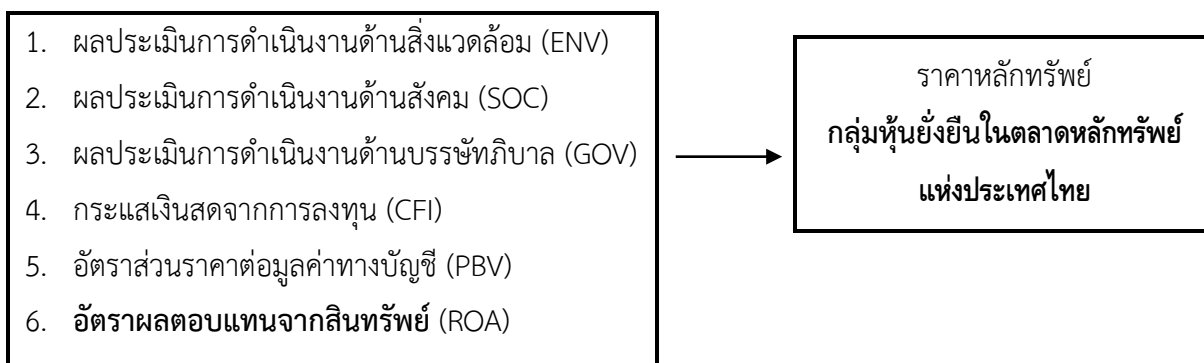 1. ผลประเมินการดำเนินงานด้านสิ่งแวดล้อม (ENV)
2. ผลประเมินการดำเนินงานด้านสังคม (SOC)
3. ผลประเมินการดำเนินงานด้านบรรษัทภิบาล (GOV)
4. กระแสเงินสดจากการลงทุน (CFI)
5. อัตราส่วนราคาต่อมูลค่าทางบัญชี (PBV)
6. อัตราผลตอบแทนจากสินทรัพย์ (ROA)
ราคาหลักทรัพย์
กลุ่มหุ้นยั่งยืนในตลาดหลักทรัพย์
แห่งประเทศไทย